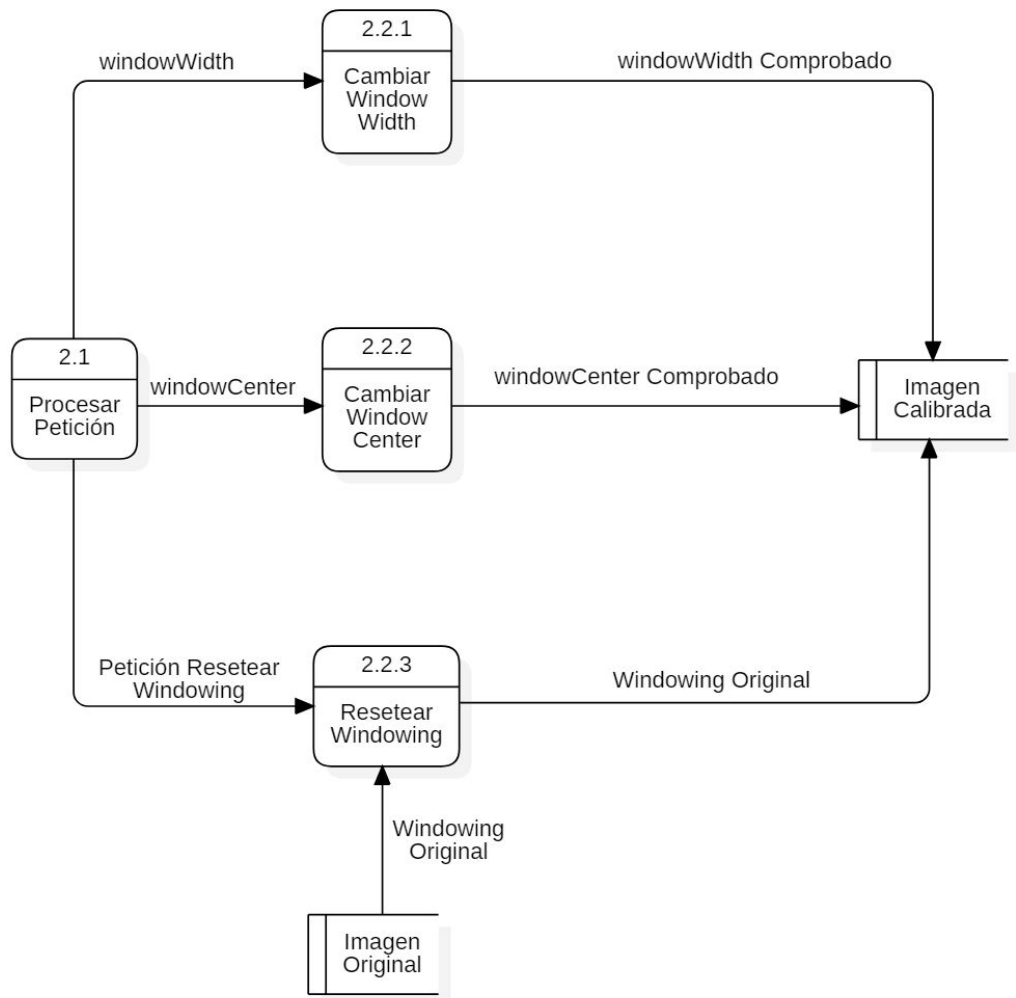 2.2.1
Cambiar
Window
Width
windowWidth
windowWidth Comprobado
2.1
Procesar
Petición
windowCenter
2.2.2
Cambiar
Window
Center
windowCenter Comprobado
Imagen
Calibrada
Petición Resetear
Windowing
2.2.3
Resetear
Windowing
Windowing Original
Windowing
Original
Imagen
Original